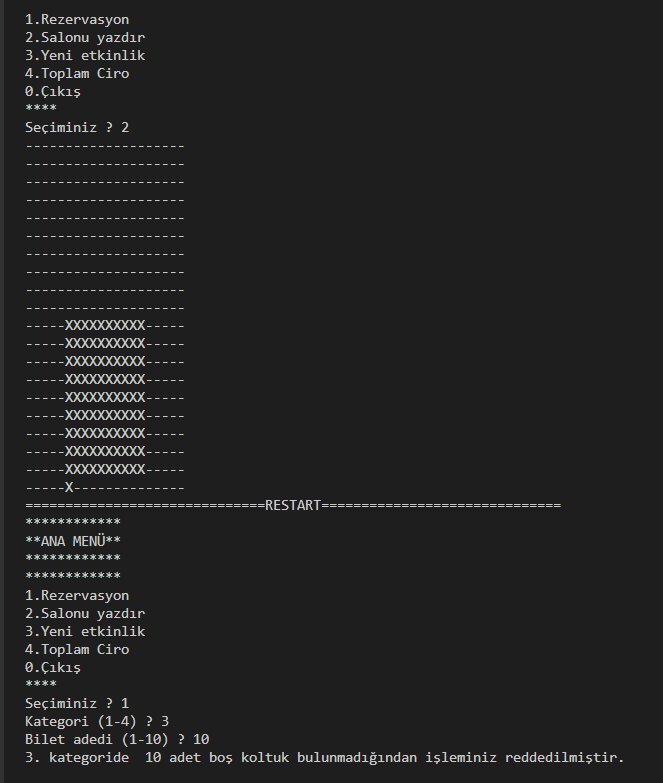 1.Rezervasyon
2.Salonu yazdır
3.Yeni etkinlik
4.Toplam Ciro
0.Çıkış
****
Seçiminiz ? 2
--------------------
--------------------
--------------------
--------------------
--------------------
--------------------
--------------------
--------------------
--------------------
--------------------
-----XXXXXXXXXX-----
-----XXXXXXXXXX-----
-----XXXXXXXXXX-----
-----XXXXXXXXXX-----
-----XXXXXXXXXX-----
-----XXXXXXXXXX-----
-----XXXXXXXXXX-----
-----XXXXXXXXXX-----
-----XXXXXXXXXX-----
-----X--------------
==============================RESTART==============================
************
**ANA MENÜ**
************
************
1.Rezervasyon
2.Salonu yazdır
3.Yeni etkinlik
4.Toplam Ciro
0.Çıkış
****
Seçiminiz ? 1
Kategori (1-4) ? 3
Bilet adedi (1-10) ? 10
3. kategoride  10 adet boş koltuk bulunmadığından işleminiz reddedilmiştir.